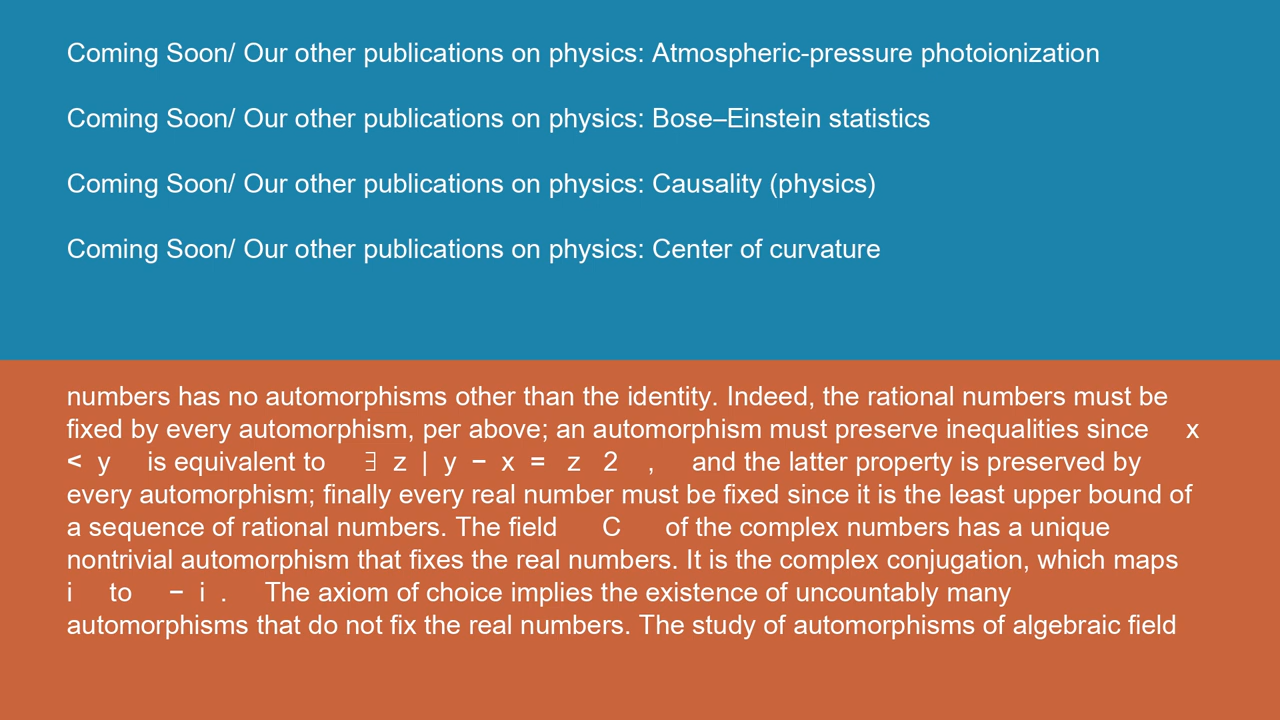 Coming Soon/ Our other publications on physics: Atmospheric-pressure photoionization
Coming Soon/ Our other publications on physics: Bose–Einstein statistics
Coming Soon/ Our other publications on physics: Causality (physics)
Coming Soon/ Our other publications on physics: Center of curvature
numbers has no automorphisms other than the identity. Indeed, the rational numbers must be
fixed by every automorphism, per above; an automorphism must preserve inequalities since x
< y is equivalent to ∃ z | y − x = z 2 , and the latter property is preserved by
every automorphism; finally every real number must be fixed since it is the least upper bound of
a sequence of rational numbers. The field C of the complex numbers has a unique
nontrivial automorphism that fixes the real numbers. It is the complex conjugation, which maps
i to − i . The axiom of choice implies the existence of uncountably many
automorphisms that do not fix the real numbers. The study of automorphisms of algebraic field